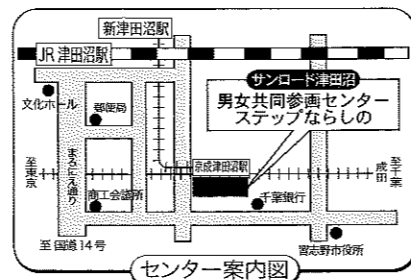 新津田沼駅
JR津田沼駅
サンロード津田沼
男女共同参画センター
ステップならしの
文化ホール
郵便局
まろにえ通り
京成津田沼駅
至東京
至千葉
成田
商工会議所
千葉銀行
至国道14号
習志野市役所
センター案内図